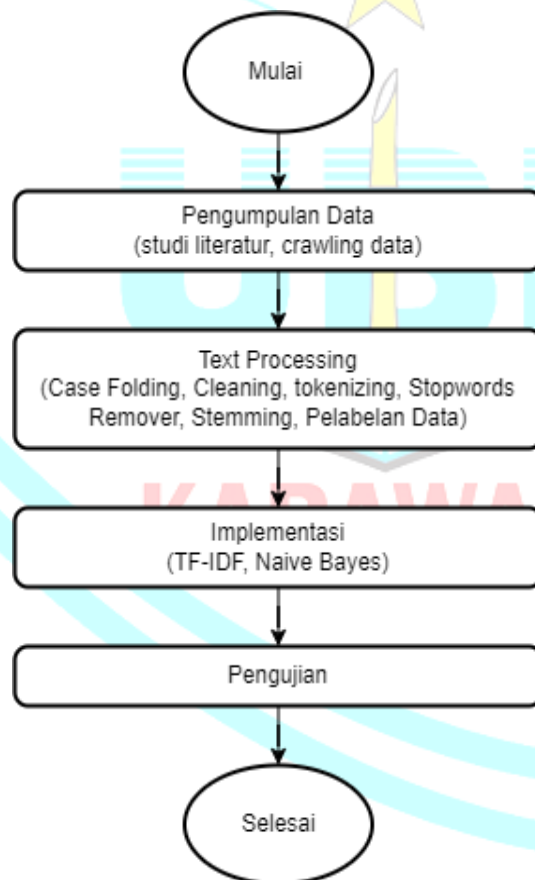 Mulai
Pengumpulan Data
(studi literatur, crawling data)
Text Processing
(Case Folding, Cleaning, tokenizing, Stopwords
Remover, Stemming, Pelabelan Data)
Implementasi
(TF-IDF, Naive Bayes)
Pengujian
Selesai